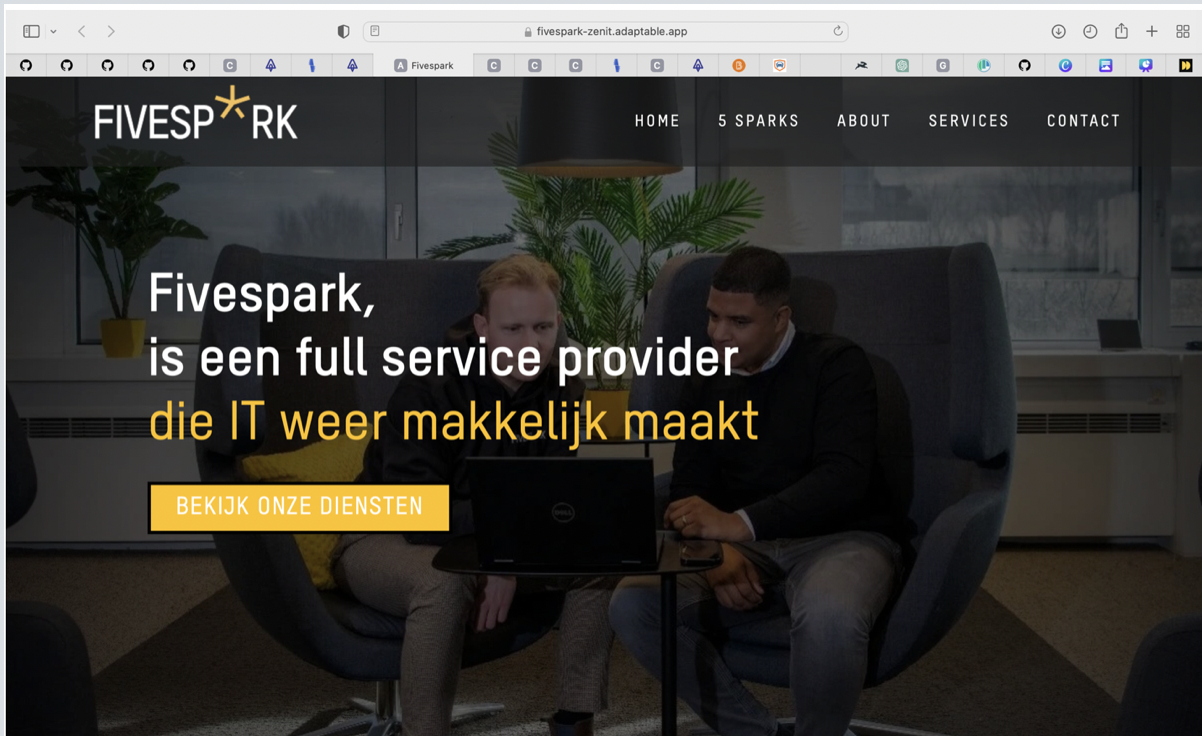 fivespark-zenit.adaptable.app
C
A Fivespark
C
C
C
C
B
G
C
FIVESP RK
HOME
5 SPARKS
ABOUT
SERVICES
CONTACT
Fivespark,
is een full service provider
die IT weer makkelijk maakt
BEKIJK ONZE DIENSTEN
DELL